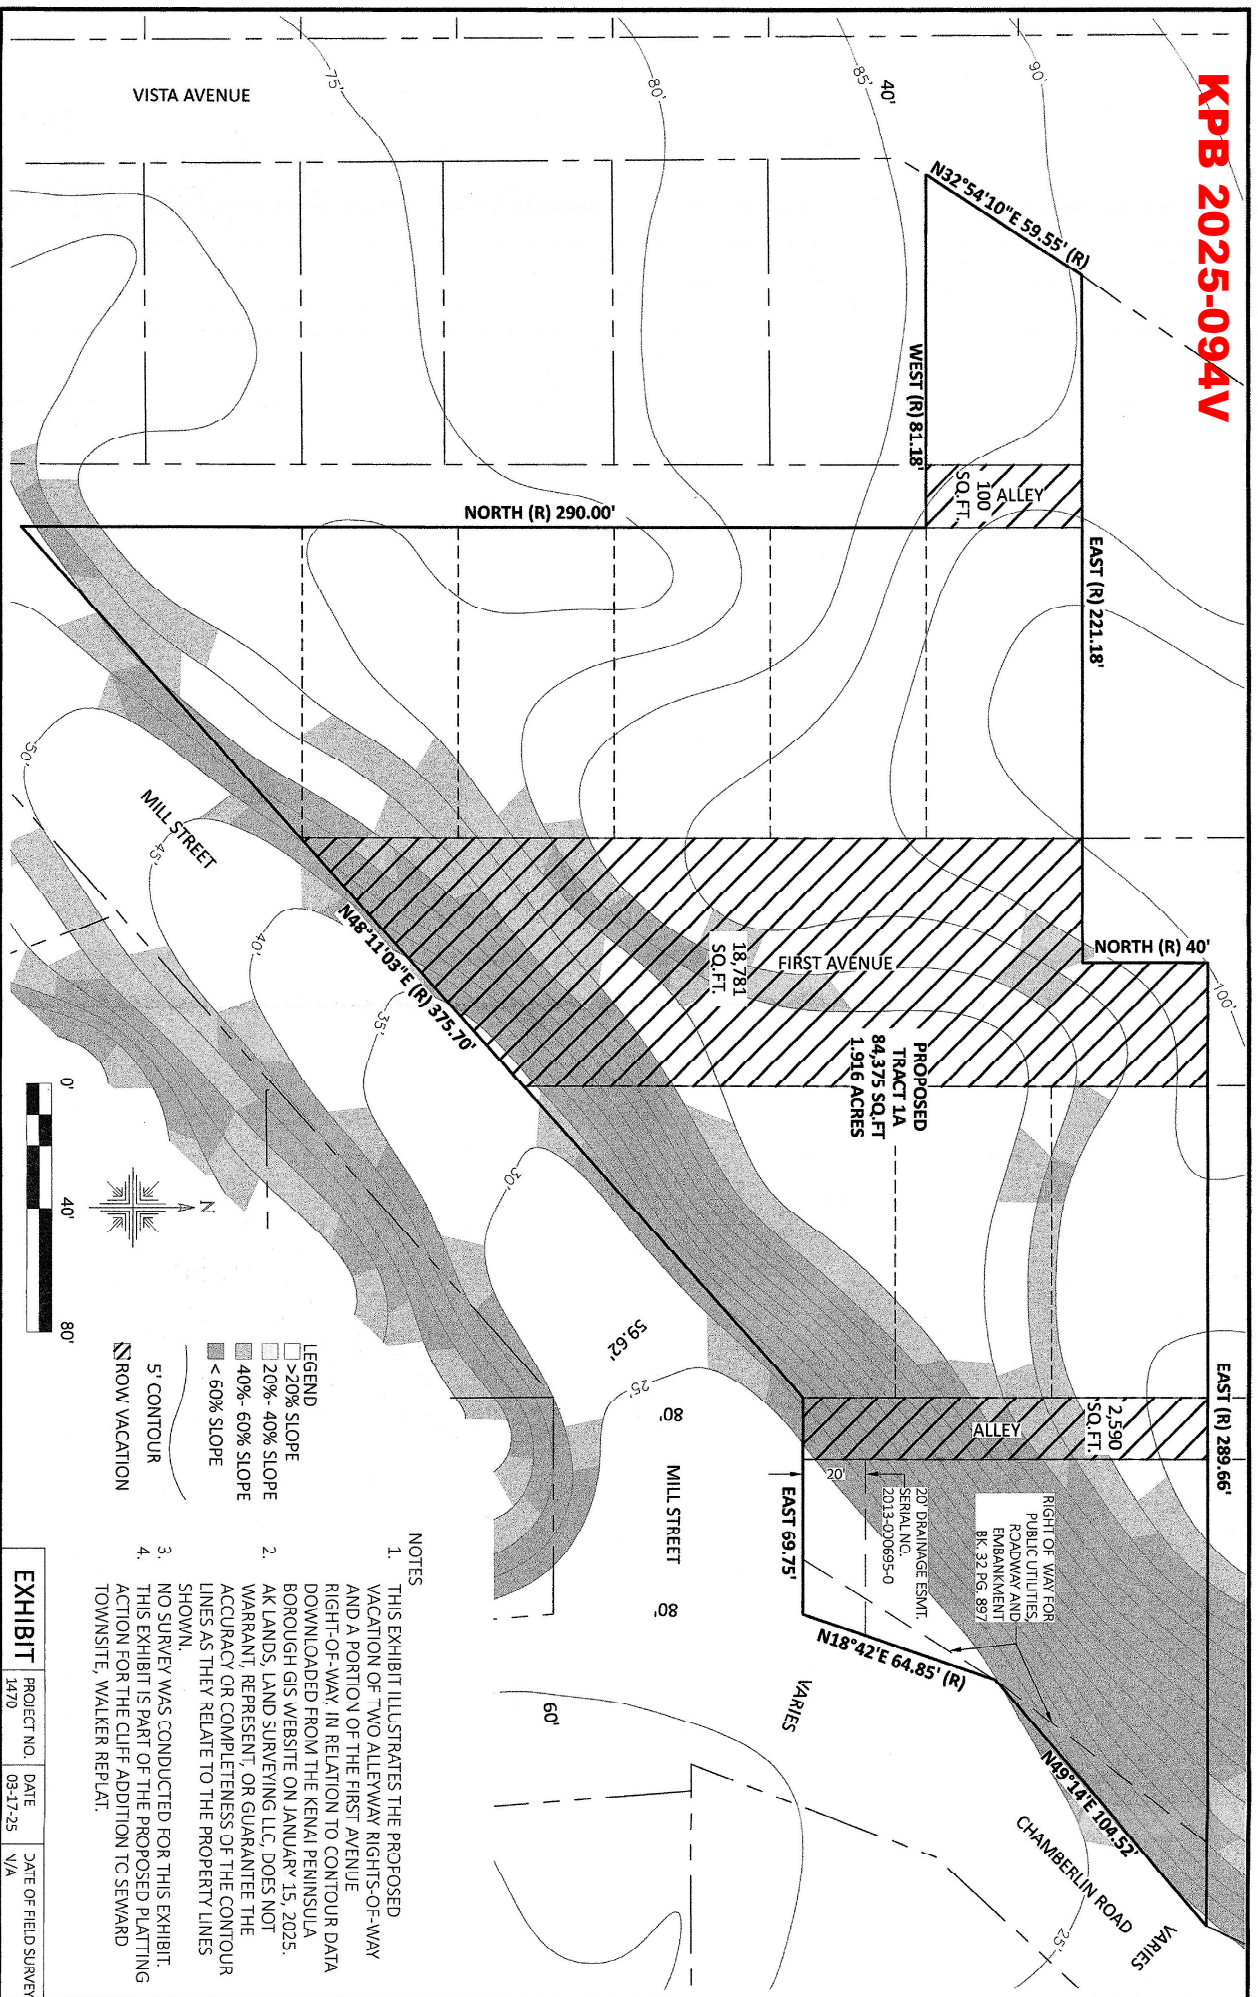 KPB 2025-094V
VISTA AVENUE
75'
80'
85'
40'
90'
N32°54'10"E 59.55' (R)
WEST (R) 81.18'
100
SQ.FT.
ALLEY
NORTH (R) 290.00'
EAST (R) 221.18'
NORTH (R) 40'
100'
FIRST AVENUE
18,781
SQ.FT.
PROPOSED
TRACT 1A
84,375 SQ.FT
1.916 ACRES
N48°11'03"E (R) 375.70'
MILL STREET
50'
45'
40'
35'
30'
25'
59.62'
EAST (R) 289.66'
2,590
SQ.FT.
ALLEY
RIGHT OF WAY FOR
PUBLIC UTILITIES,
ROADWAY AND
EMBANKMENT
BK. 32 PG. 897
20' DRAINAGE ESMT.
SERIAL NO.
2013-000695-0
20'
EAST 69.75'
N18°42'E 64.85' (R)
N49°14'E 104.52'
80'
MILL STREET
80'
VARIES
60'
CHAMBERLIN ROAD
VARIES
25'
0'
40'
80'
N
LEGEND
>20% SLOPE
20%- 40% SLOPE
40%- 60% SLOPE
< 60% SLOPE
5' CONTOUR
ROW VACATION
NOTES
1. THIS EXHIBIT ILLUSTRATES THE PROPOSED
VACATION OF TWO ALLEYWAY RIGHTS-OF-WAY
AND A PORTION OF THE FIRST AVENUE
RIGHT-OF-WAY, IN RELATION TO CONTOUR DATA
DOWNLOADED FROM THE KENAI PENINSULA
BOROUGH GIS WEBSITE ON JANUARY 15, 2025.
2. AK LANDS, LAND SURVEYING LLC, DOES NOT
WARRANT, REPRESENT, OR GUARANTEE THE
ACCURACY OR COMPLETENESS OF THE CONTOUR
LINES AS THEY RELATE TO THE PROPERTY LINES
SHOWN.
3. NO SURVEY WAS CONDUCTED FOR THIS EXHIBIT.
4. THIS EXHIBIT IS PART OF THE PROPOSED PLATTING
ACTION FOR THE CLIFF ADDITION TO SEWARD
TOWNSITE, WALKER REPLAT.
EXHIBIT
PROJECT NO.
1470
DATE
03-17-25
DATE OF FIELD SURVEY
N/A